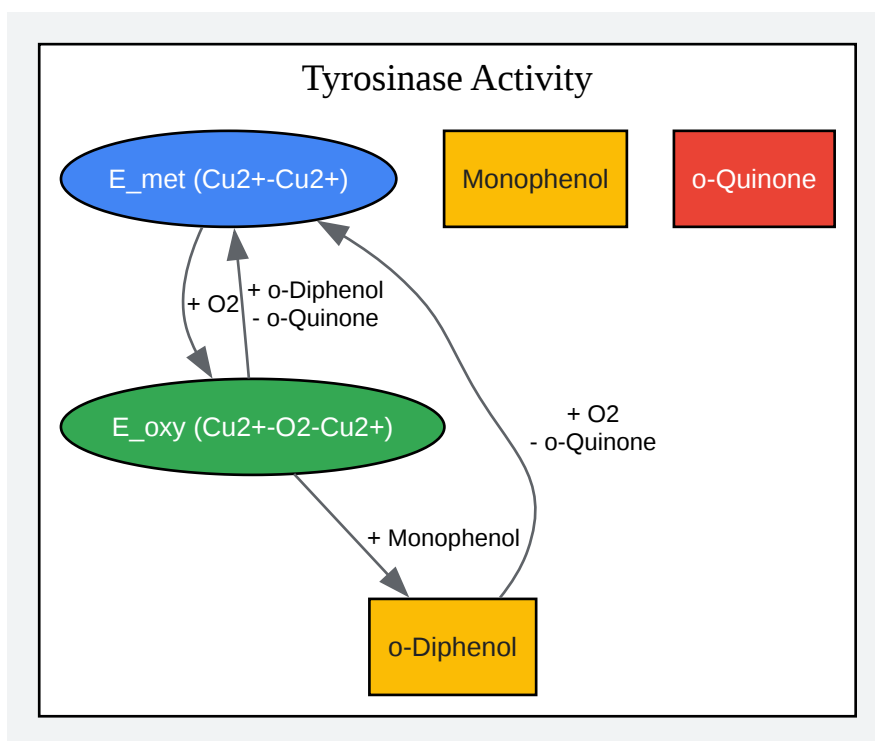 Tyrosinase Activity
E_met (Cu2+-Cu2+)
Monophenol
o-Quinone
+ O2
+ o-Diphenol
- o-Quinone
E_oxy (Cu2+-O2-Cu2+)
+ O2
- o-Quinone
+ Monophenol
o-Diphenol